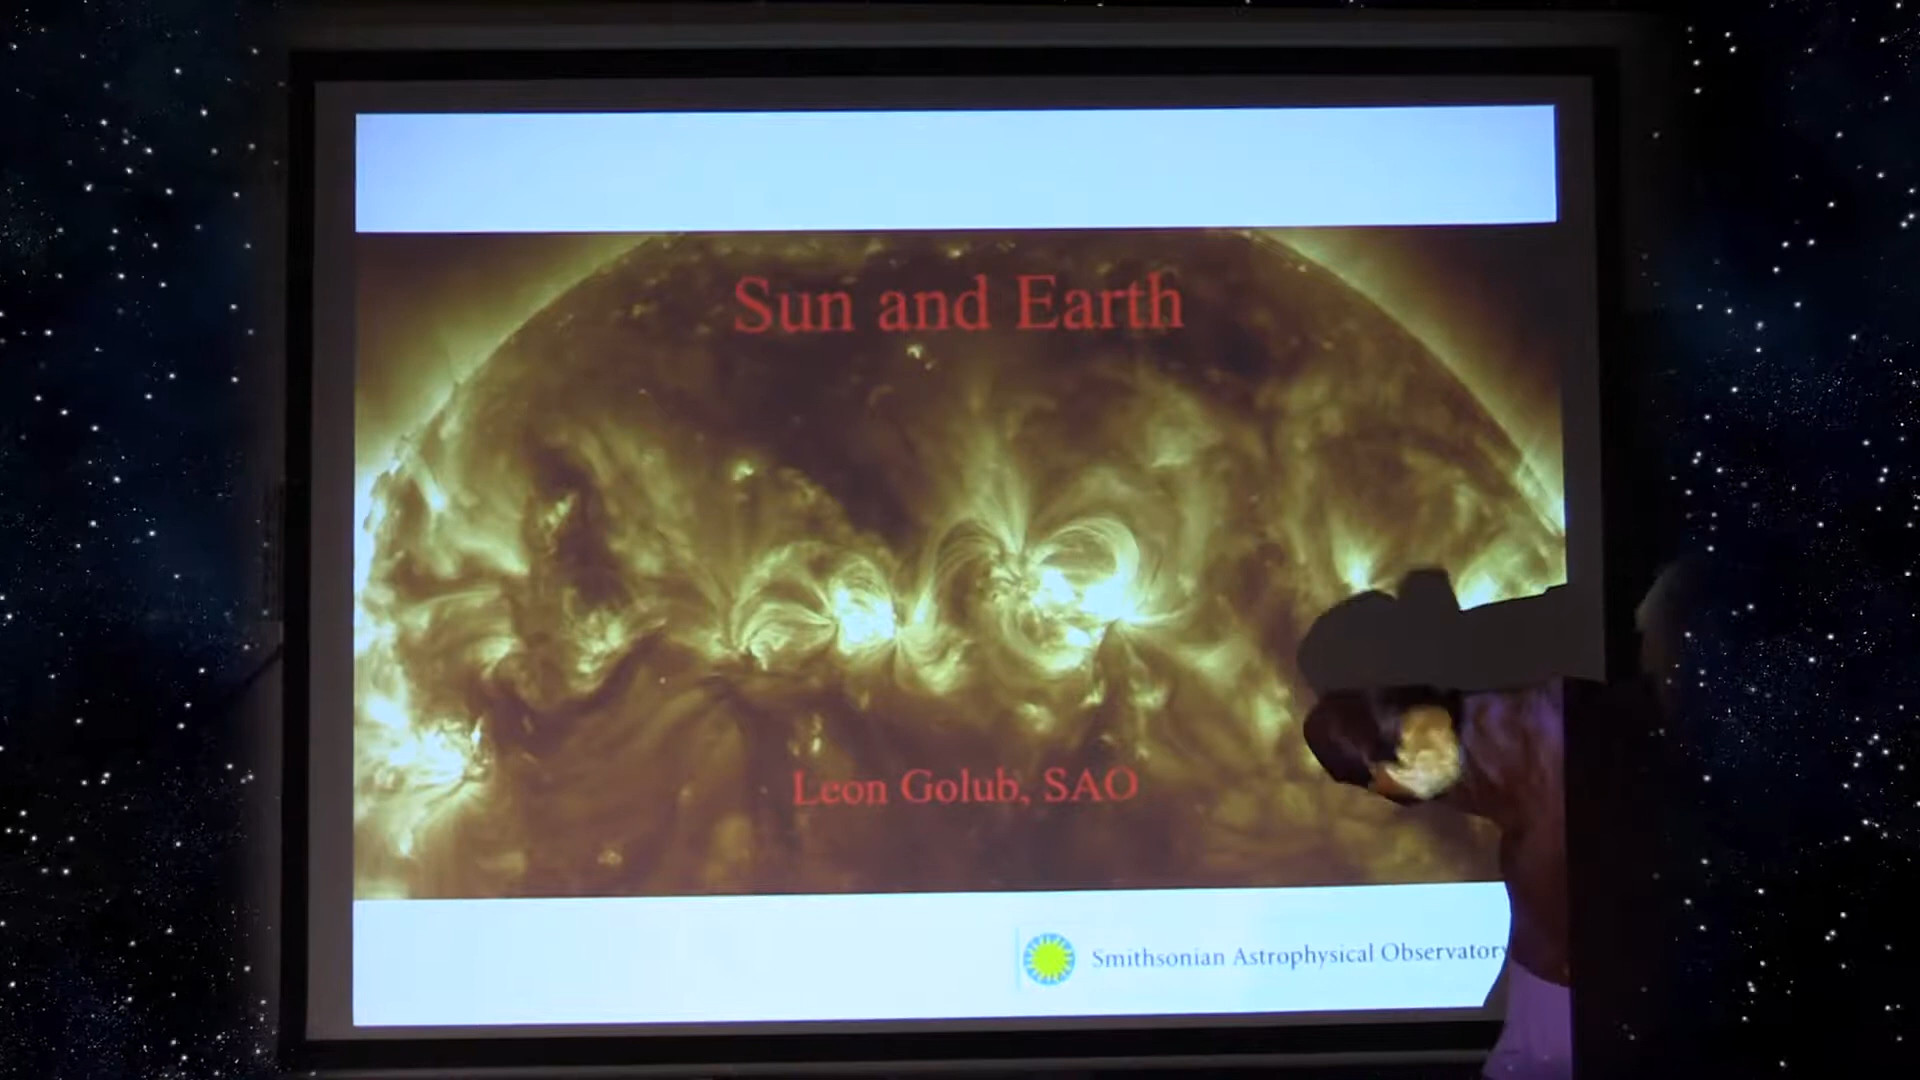 Sun and Earth
Leon Golub, SAO
Smithsonian Astrophysical Observatory